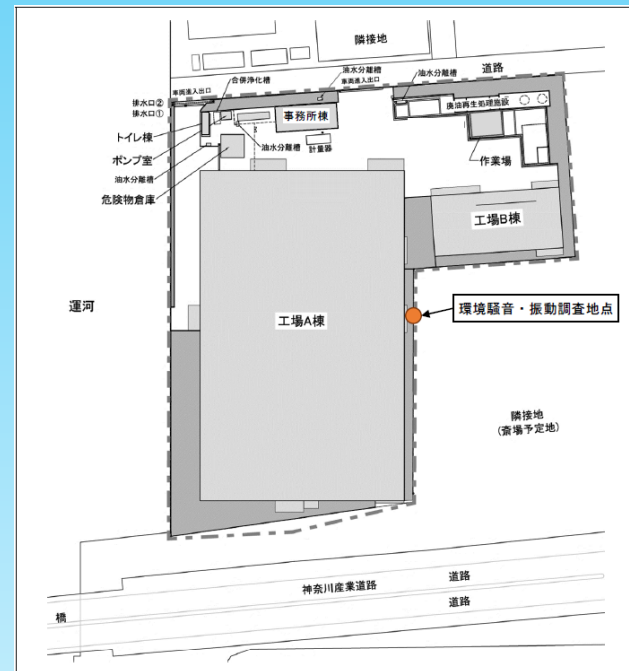 隣接地
道路
合併浄化槽
車両進入出口
油水分離槽
車両進入出口
油水分離槽
排水口②
排水口①
事務所棟
廃油再生処理施設
トイレ棟
油水分離槽
計量器
ポンプ室
作業場
油水分離槽
危険物倉庫
工場B棟
運河
工場A棟
環境騒音・振動調査地点
隣接地
(斎場予定地)
神奈川産業道路
道路
橋
道路